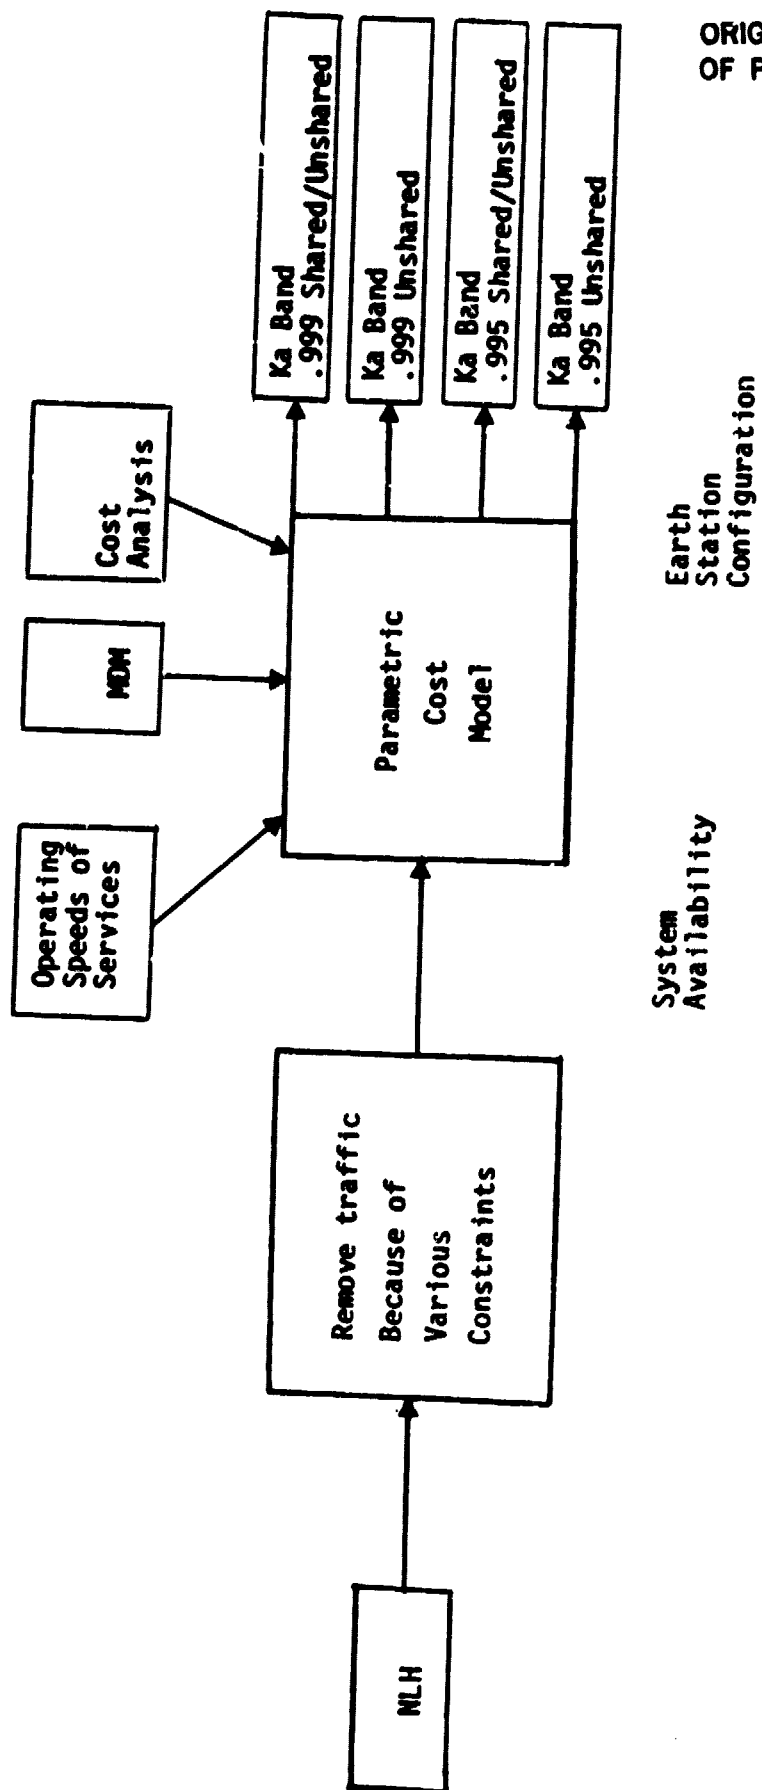 ORIG
OF P
Operating
Speeds of
Services
MDM
Cost
Analysis
NLH
Remove traffic
Because of
Various
Constraints
Parametric
Cost
Model
Ka Band
.999 Shared/Unshared
Ka Band
.999 Unshared
Ka Band
.995 Shared/Unshared
Ka Band
.995 Unshared
System
Availability
Earth
Station
Configuration